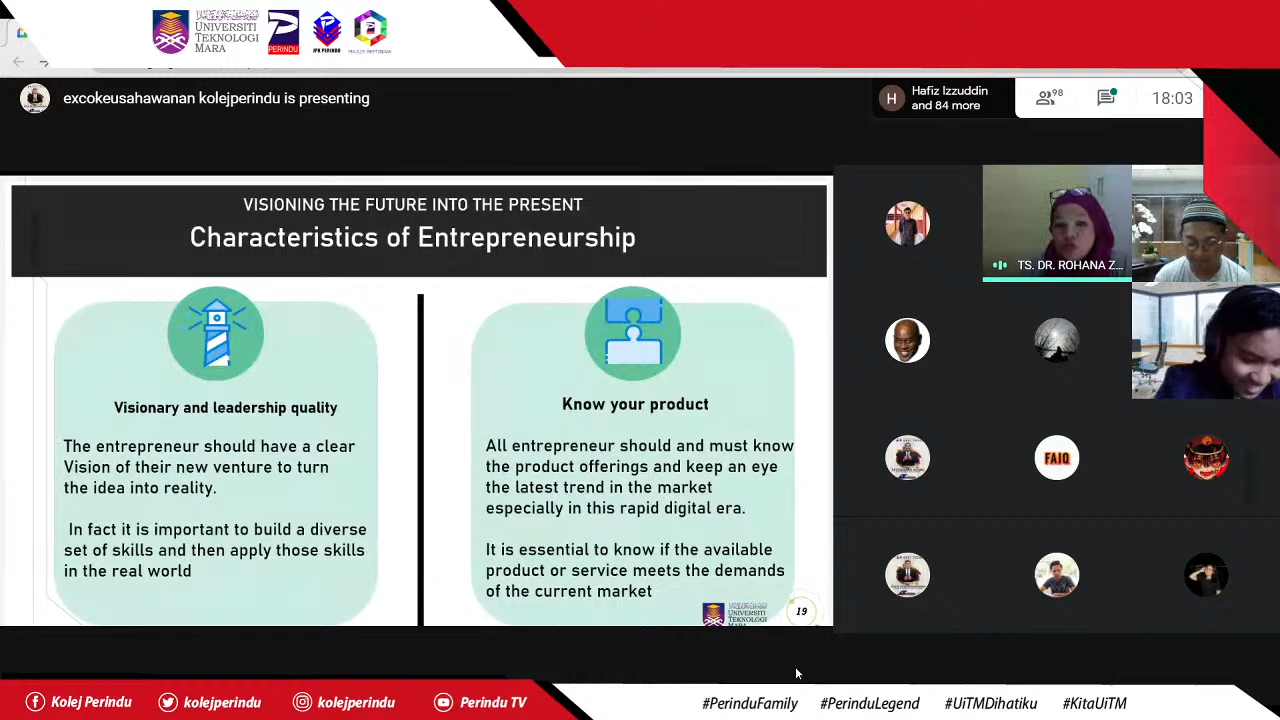 UNIVERSITI
TEKNOLOGI
MARA
PERINDU
JPK PERINDU
excokeusahawanan kolejperindu is presenting
H
Hafiz Izzuddin
and 84 more
98
18:03
VISIONING THE FUTURE INTO THE PRESENT
Characteristics of Entrepreneurship
Visionary and leadership quality
The entrepreneur should have a clear
Vision of their new venture to turn
the idea into reality.
In fact it is important to build a diverse
set of skills and then apply those skills
in the real world
Know your product
All entrepreneur should and must know
the product offerings and keep an eye
the latest trend in the market
especially in this rapid digital era.
It is essential to know if the available
product or service meets the demands
of the current market
UNIVERSITI
TEKNOLOGI
MARA
19
TS. DR. ROHANA Z...
FAIQ
Kolej Perindu
kolejperindu
kolejperindu
Perindu TV
#PerinduFamily
#PerinduLegend
#UiTMDihatiku
#KitaUiTM